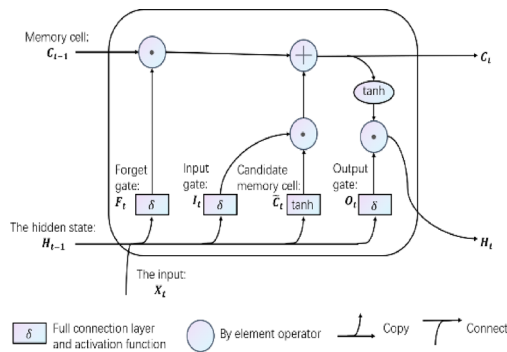 Memory cell:
C_{t-1}
C_t
tanh
Forget gate:
F_t
δ
Input gate:
I_t
δ
Candidate memory cell:
C̃_t
tanh
Output gate:
O_t
δ
The hidden state:
H_{t-1}
H_t
The input:
X_t
δ
Full connection layer
and activation function
By element operator
Copy
Connect